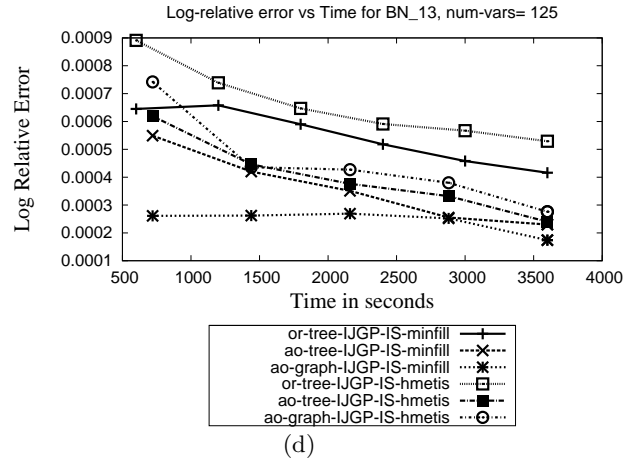 Log-relative error vs Time for BN_13, num-vars= 125
0.0009
0.0008
0.0007
0.0006
0.0005
0.0004
0.0003
0.0002
0.0001
Log Relative Error
500 1000 1500 2000 2500 3000 3500 4000
Time in seconds
or-tree-IJGP-IS-minfill
ao-tree-IJGP-IS-minfill
ao-graph-IJGP-IS-minfill
or-tree-IJGP-IS-hmetis
ao-tree-IJGP-IS-hmetis
ao-graph-IJGP-IS-hmetis
(d)